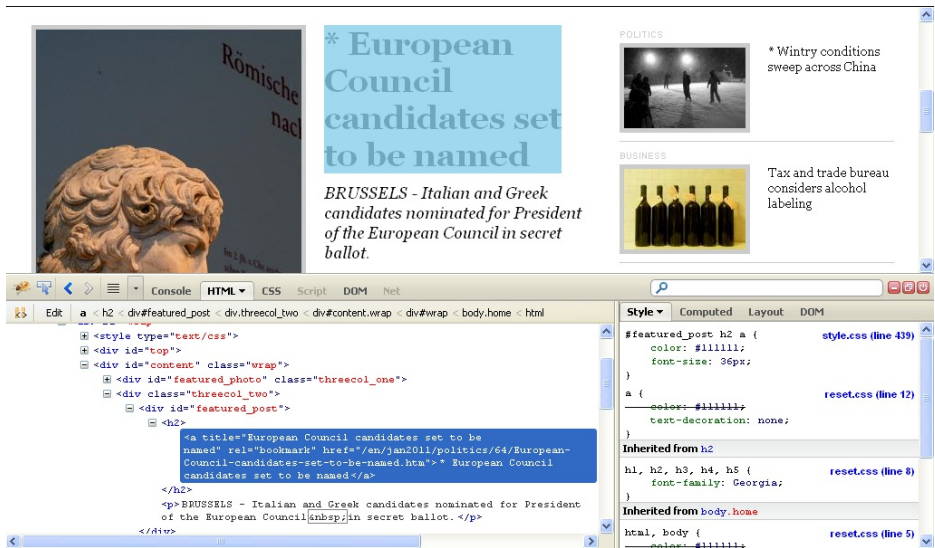 Römische
nach
* European
Council
candidates set
to be named
BRUSSELS - Italian and Greek
candidates nominated for President
of the European Council in secret
ballot.
POLITICS
* Wintry conditions
sweep across China
BUSINESS
Tax and trade bureau
considers alcohol
labeling
Console HTML CSS Script DOM Net
Edit a < h2 < div#featured_post < div.threecol_two < div#content.wrap < div#wrap < body.home < html
<style type="text/css">
<div id="top">
<div id="content" class="wrap">
<div id="featured_photo" class="threecol_one">
<div class="threecol_two">
<div id="featured_post">
<h2>
<a title="European Council candidates set to be
named" rel="bookmark" href="/en/jan2011/politics/64/European-
Council-candidates-set-to-be-named.htm">* European Council
candidates set to be named</a>
</h2>
<p>BRUSSELS - Italian and Greek candidates nominated for President
of the European Council&nbsp;in secret ballot.</p>
</div>
Style Computed Layout DOM
#featured_post h2 a { style.css (line 439)
color: #111111;
font-size: 36px;
}
a { reset.css (line 12)
color: #111111;
text-decoration: none;
}
Inherited from h2
h1, h2, h3, h4, h5 { reset.css (line 8)
font-family: Georgia;
}
Inherited from body.home
html, body { reset.css (line 5)
color: #111111;